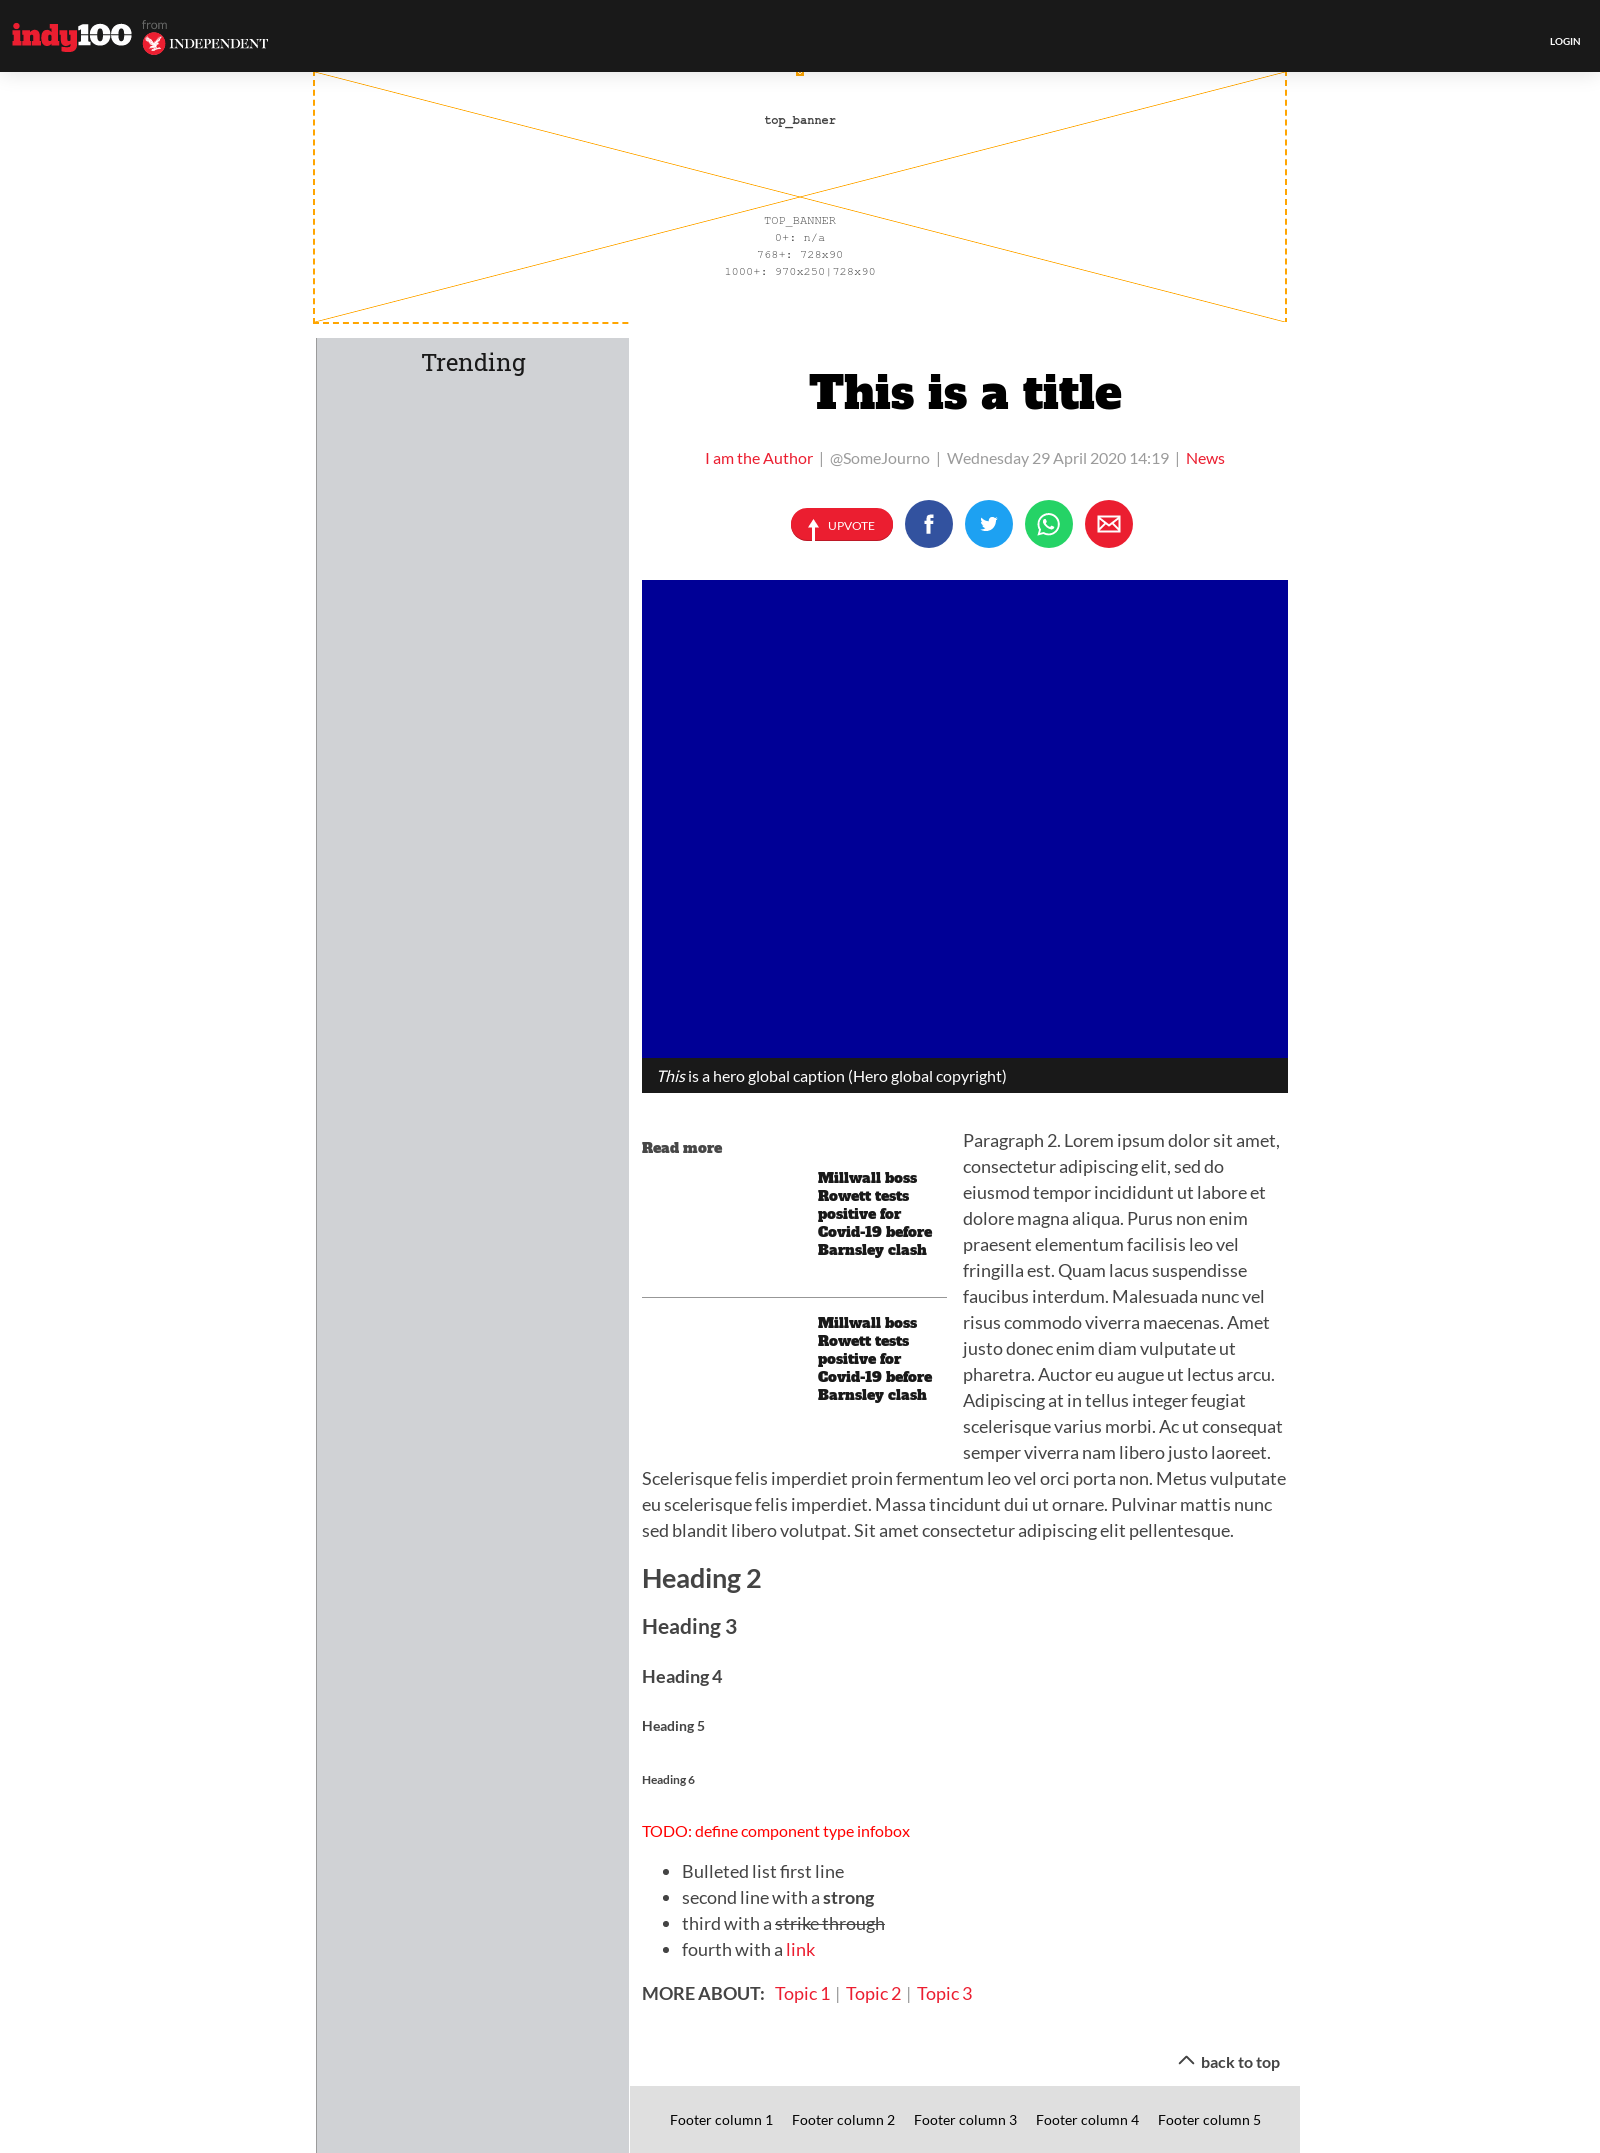 indy100
from
INDEPENDENT
LOGIN
top_banner
TOP_BANNER
0+: n/a
768+: 728x90
1000+: 970x250|728x90
Trending
This is a title
I am the Author | @SomeJourno | Wednesday 29 April 2020 14:19 | News
UPVOTE
This is a hero global caption (Hero global copyright)
Read more
Millwall boss
Rowett tests
positive for
Covid-19 before
Barnsley clash
Millwall boss
Rowett tests
positive for
Covid-19 before
Barnsley clash
Paragraph 2. Lorem ipsum dolor sit amet,
consectetur adipiscing elit, sed do
eiusmod tempor incididunt ut labore et
dolore magna aliqua. Purus non enim
praesent elementum facilisis leo vel
fringilla est. Quam lacus suspendisse
faucibus interdum. Malesuada nunc vel
risus commodo viverra maecenas. Amet
justo donec enim diam vulputate ut
pharetra. Auctor eu augue ut lectus arcu.
Adipiscing at in tellus integer feugiat
scelerisque varius morbi. Ac ut consequat
semper viverra nam libero justo laoreet.
Scelerisque felis imperdiet proin fermentum leo vel orci porta non. Metus vulputate
eu scelerisque felis imperdiet. Massa tincidunt dui ut ornare. Pulvinar mattis nunc
sed blandit libero volutpat. Sit amet consectetur adipiscing elit pellentesque.
Heading 2
Heading 3
Heading 4
Heading 5
Heading 6
TODO: define component type infobox
Bulleted list first line
second line with a strong
third with a strike through
fourth with a link
MORE ABOUT: Topic 1 | Topic 2 | Topic 3
back to top
Footer column 1 Footer column 2 Footer column 3 Footer column 4 Footer column 5